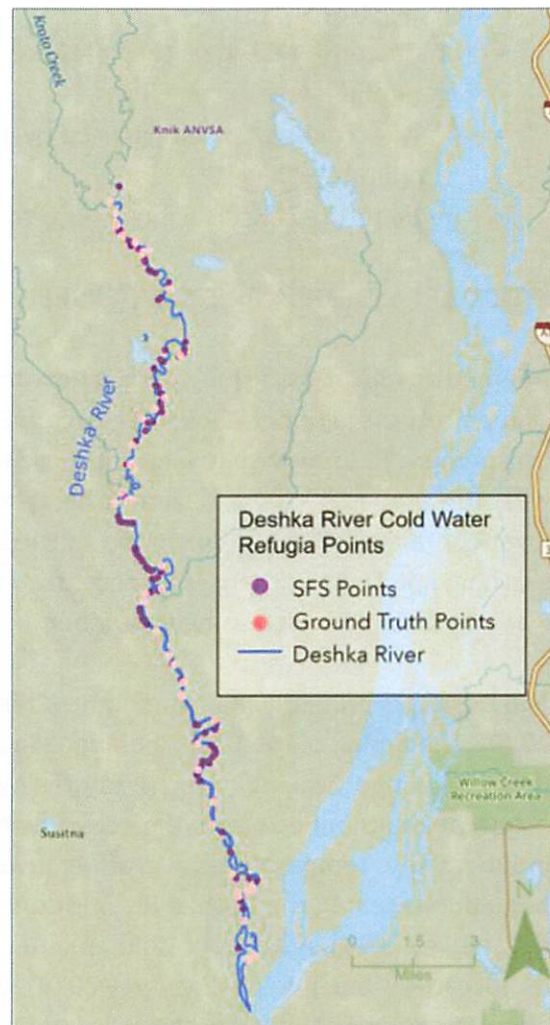 Kroto Creek
Knik ANVSA
Deshka River
Deshka River Cold Water
Refugia Points
SFS Points
Ground Truth Points
Deshka River
Willow Creek
Recreation Area
Susitna
N
0 1.5 3
Miles